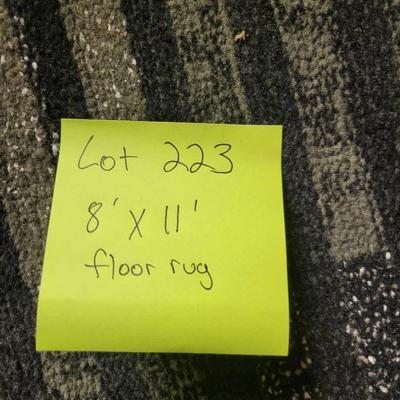 Lot 223
8' X 11'
floor rug